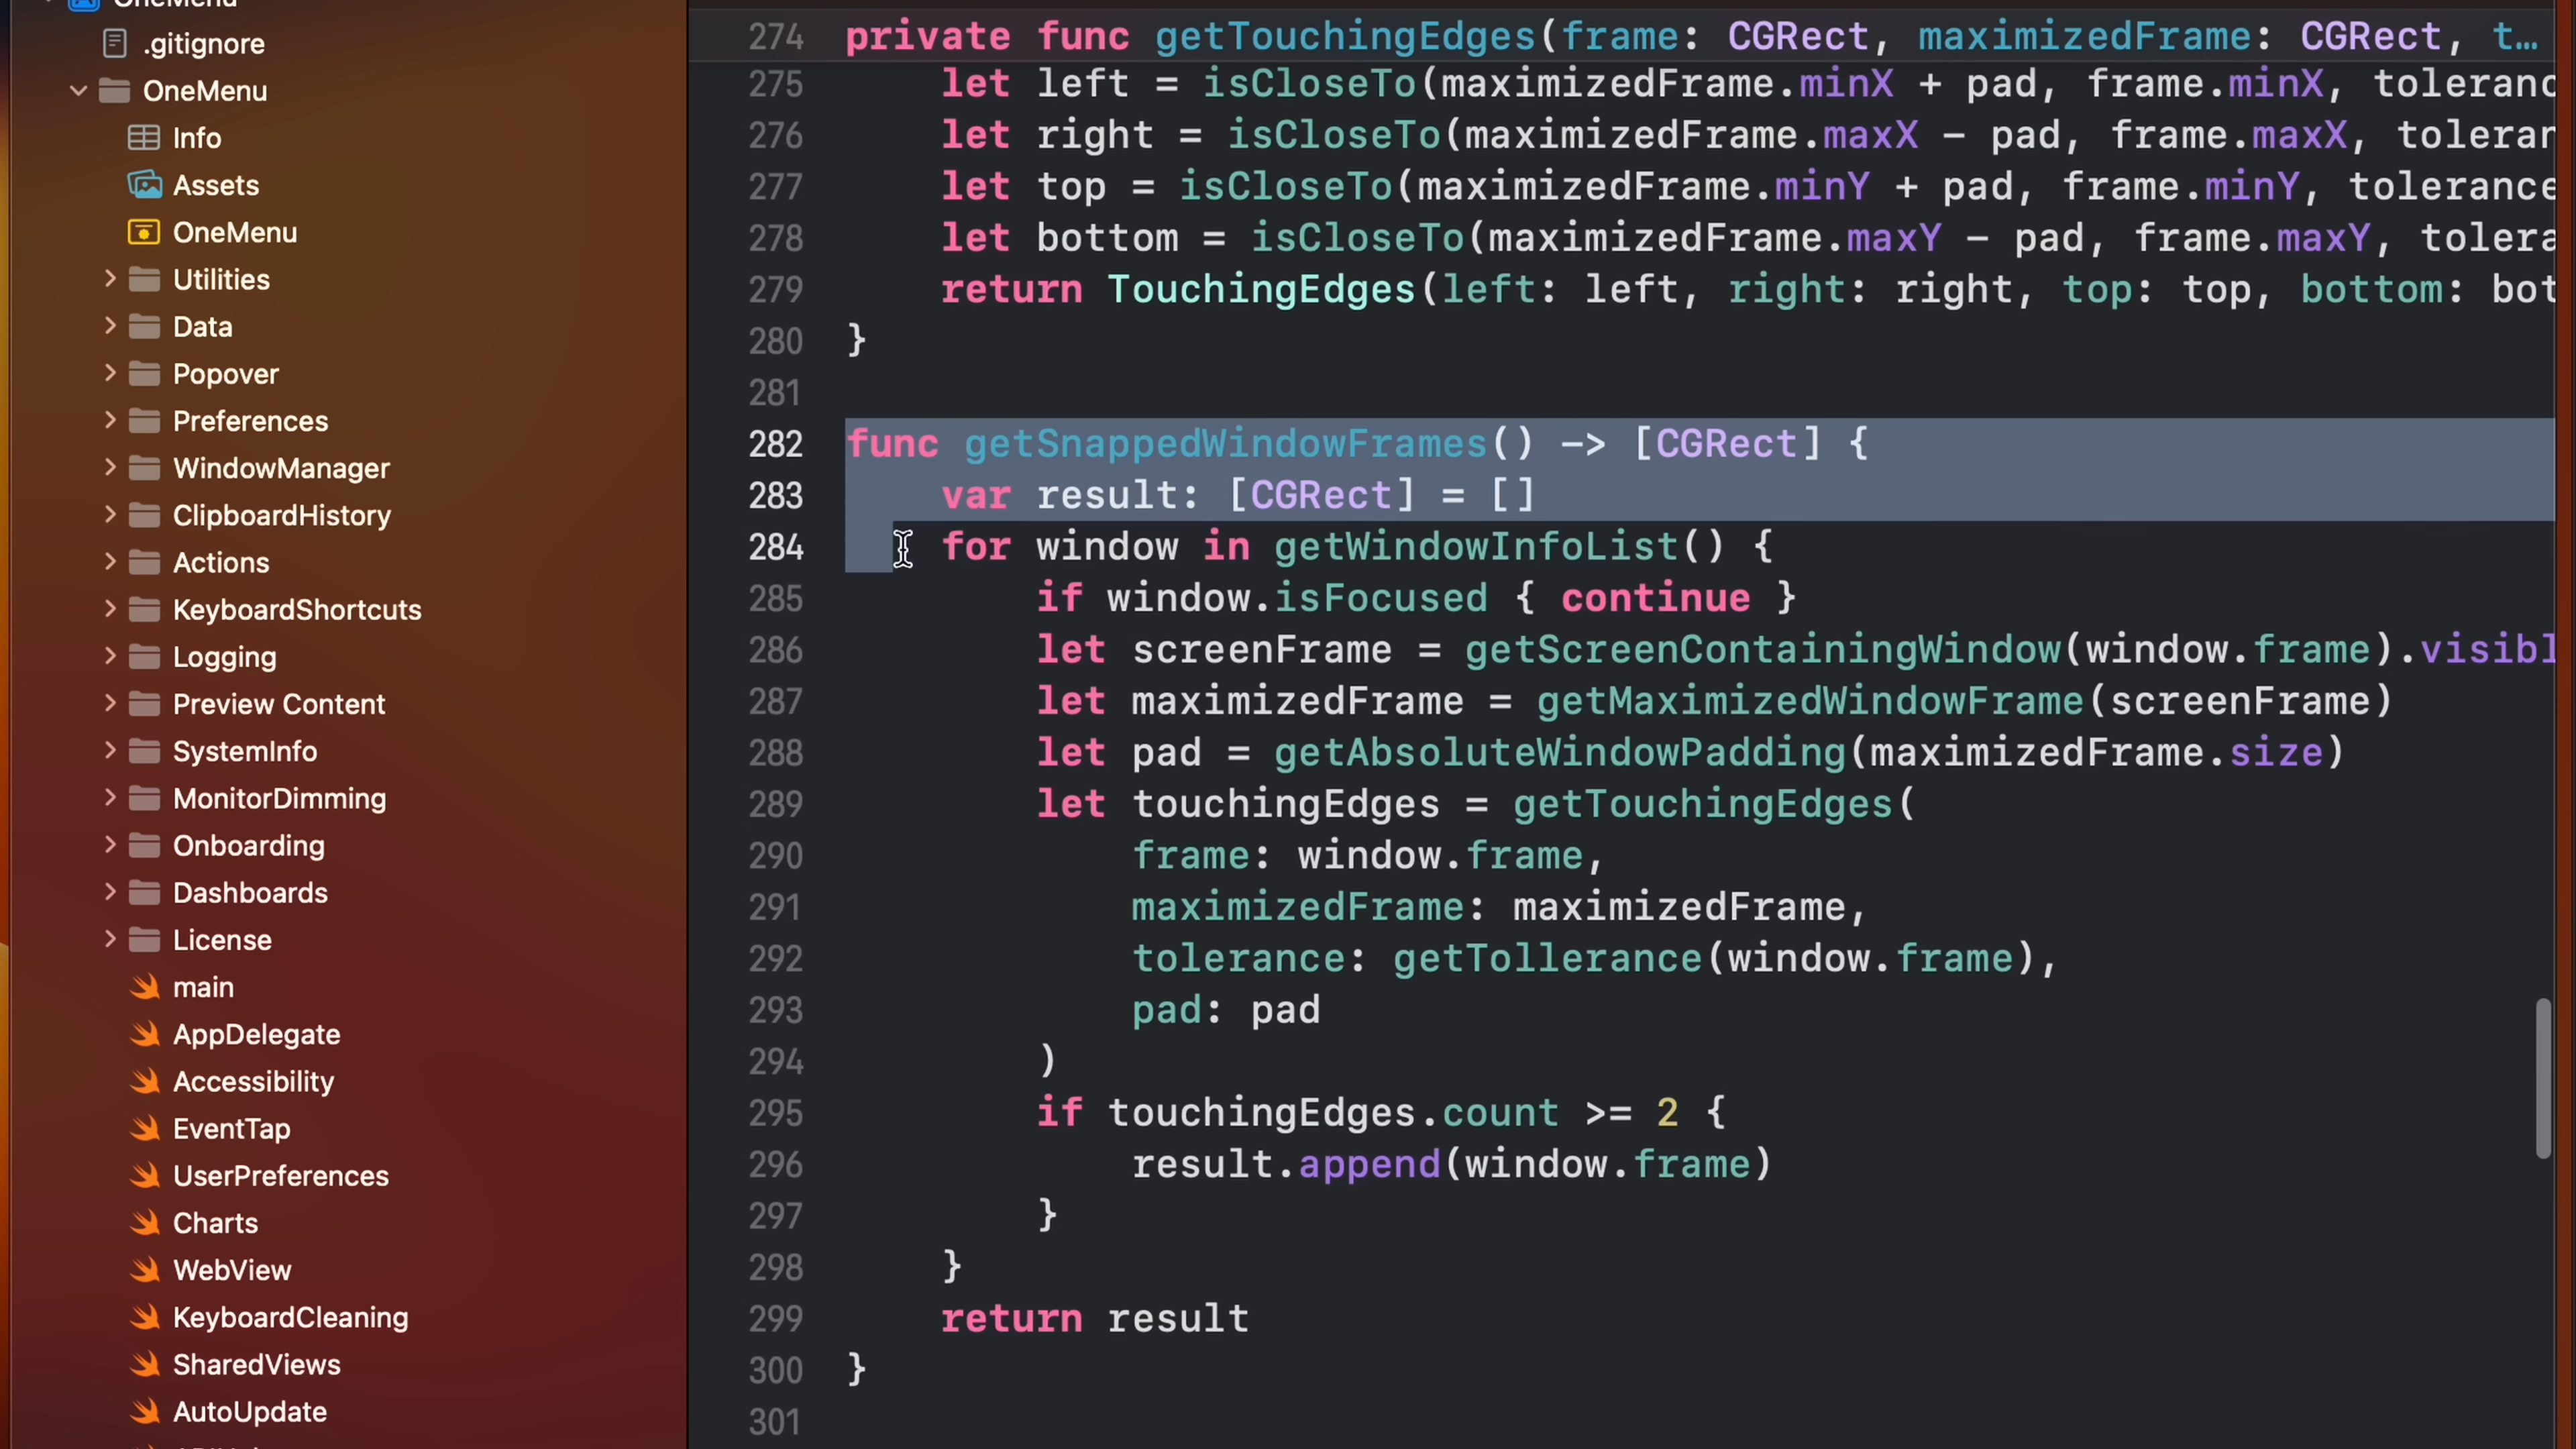 OneMenu
.gitignore
OneMenu
Info
Assets
OneMenu
Utilities
Data
Popover
Preferences
WindowManager
ClipboardHistory
Actions
KeyboardShortcuts
Logging
Preview Content
SystemInfo
MonitorDimming
Onboarding
Dashboards
License
main
AppDelegate
Accessibility
EventTap
UserPreferences
Charts
WebView
KeyboardCleaning
SharedViews
AutoUpdate
274 private func getTouchingEdges(frame: CGRect, maximizedFrame: CGRect, t…
275 let left = isCloseTo(maximizedFrame.minX + pad, frame.minX, toleranc
276 let right = isCloseTo(maximizedFrame.maxX - pad, frame.maxX, toleran
277 let top = isCloseTo(maximizedFrame.minY + pad, frame.minY, tolerance
278 let bottom = isCloseTo(maximizedFrame.maxY - pad, frame.maxY, tolera
279 return TouchingEdges(left: left, right: right, top: top, bottom: bot
280 }
281
282 func getSnappedWindowFrames() -> [CGRect] {
283 var result: [CGRect] = []
284 for window in getWindowInfoList() {
285 if window.isFocused { continue }
286 let screenFrame = getScreenContainingWindow(window.frame).visibl
287 let maximizedFrame = getMaximizedWindowFrame(screenFrame)
288 let pad = getAbsoluteWindowPadding(maximizedFrame.size)
289 let touchingEdges = getTouchingEdges(
290 frame: window.frame,
291 maximizedFrame: maximizedFrame,
292 tolerance: getTollerance(window.frame),
293 pad: pad
294 )
295 if touchingEdges.count >= 2 {
296 result.append(window.frame)
297 }
298 }
299 return result
300 }
301